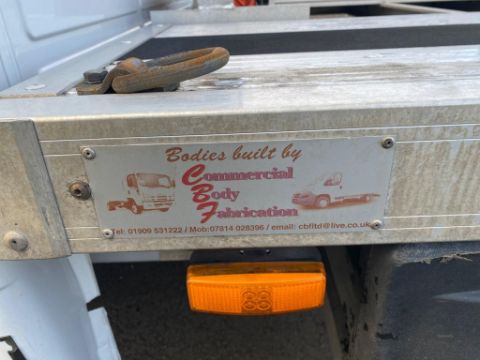 Bodies built by
Commercial
Body
Fabrication
Tel: 01909 531222 / Mob:07814 028396 / email: cbfltd@live.co.uk